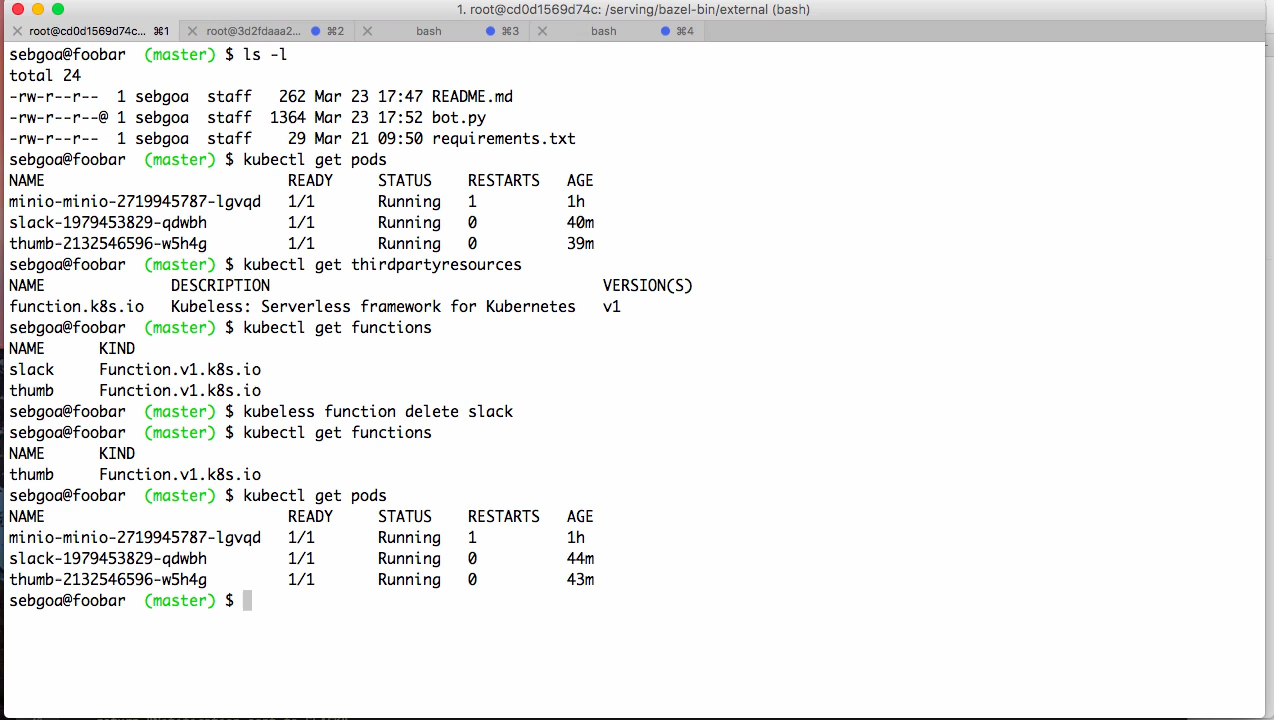 1. root@cd0d1569d74c: /serving/bazel-bin/external (bash)
root@cd0d1569d74c... ⌘1 root@3d2fdaaa2... ⌘2 bash ⌘3 bash ⌘4
sebgoa@foobar  (master) $ ls -l
total 24
-rw-r--r--  1 sebgoa  staff   262 Mar 23 17:47 README.md
-rw-r--r--@ 1 sebgoa  staff  1364 Mar 23 17:52 bot.py
-rw-r--r--  1 sebgoa  staff    29 Mar 21 09:50 requirements.txt
sebgoa@foobar  (master) $ kubectl get pods
NAME                           READY     STATUS    RESTARTS   AGE
minio-minio-2719945787-lgvqd   1/1       Running   1          1h
slack-1979453829-qdwbh         1/1       Running   0          40m
thumb-2132546596-w5h4g         1/1       Running   0          39m
sebgoa@foobar  (master) $ kubectl get thirdpartyresources
NAME              DESCRIPTION                                     VERSION(S)
function.k8s.io   Kubeless: Serverless framework for Kubernetes   v1
sebgoa@foobar  (master) $ kubectl get functions
NAME      KIND
slack     Function.v1.k8s.io
thumb     Function.v1.k8s.io
sebgoa@foobar  (master) $ kubeless function delete slack
sebgoa@foobar  (master) $ kubectl get functions
NAME      KIND
thumb     Function.v1.k8s.io
sebgoa@foobar  (master) $ kubectl get pods
NAME                           READY     STATUS    RESTARTS   AGE
minio-minio-2719945787-lgvqd   1/1       Running   1          1h
slack-1979453829-qdwbh         1/1       Running   0          44m
thumb-2132546596-w5h4g         1/1       Running   0          43m
sebgoa@foobar  (master) $